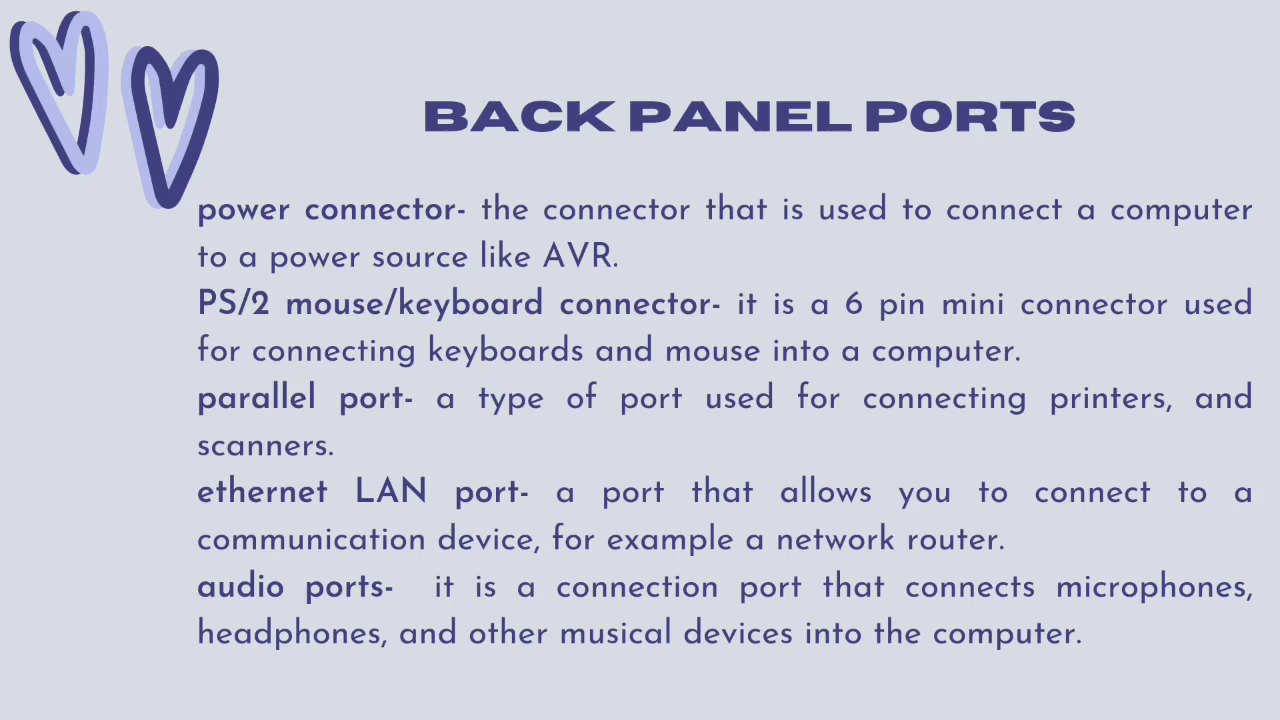 BACK PANEL PORTS
power connector- the connector that is used to connect a computer
to a power source like AVR.
PS/2 mouse/keyboard connector- it is a 6 pin mini connector used
for connecting keyboards and mouse into a computer.
parallel port- a type of port used for connecting printers, and
scanners.
ethernet LAN port- a port that allows you to connect to a
communication device, for example a network router.
audio ports- it is a connection port that connects microphones,
headphones, and other musical devices into the computer.